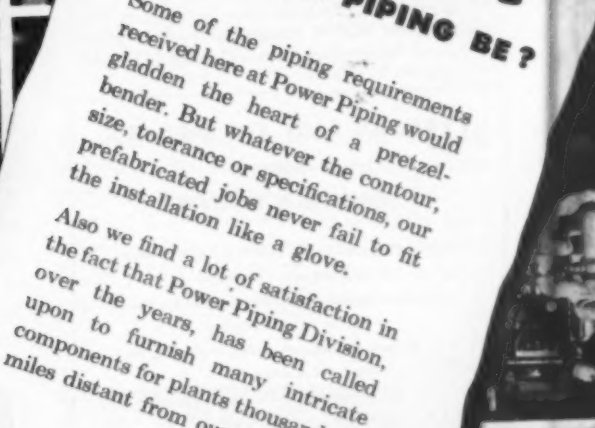 PIPING BE?
Some of the piping requirements
received here at Power Piping would
gladden the heart of a pretzel-
bender. But whatever the contour,
size, tolerance or specifications, our
prefabricated jobs never fail to fit
the installation like a glove.
Also we find a lot of satisfaction in
the fact that Power Piping Division,
over the years, has been called
upon to furnish many intricate
components for plants
miles distant from